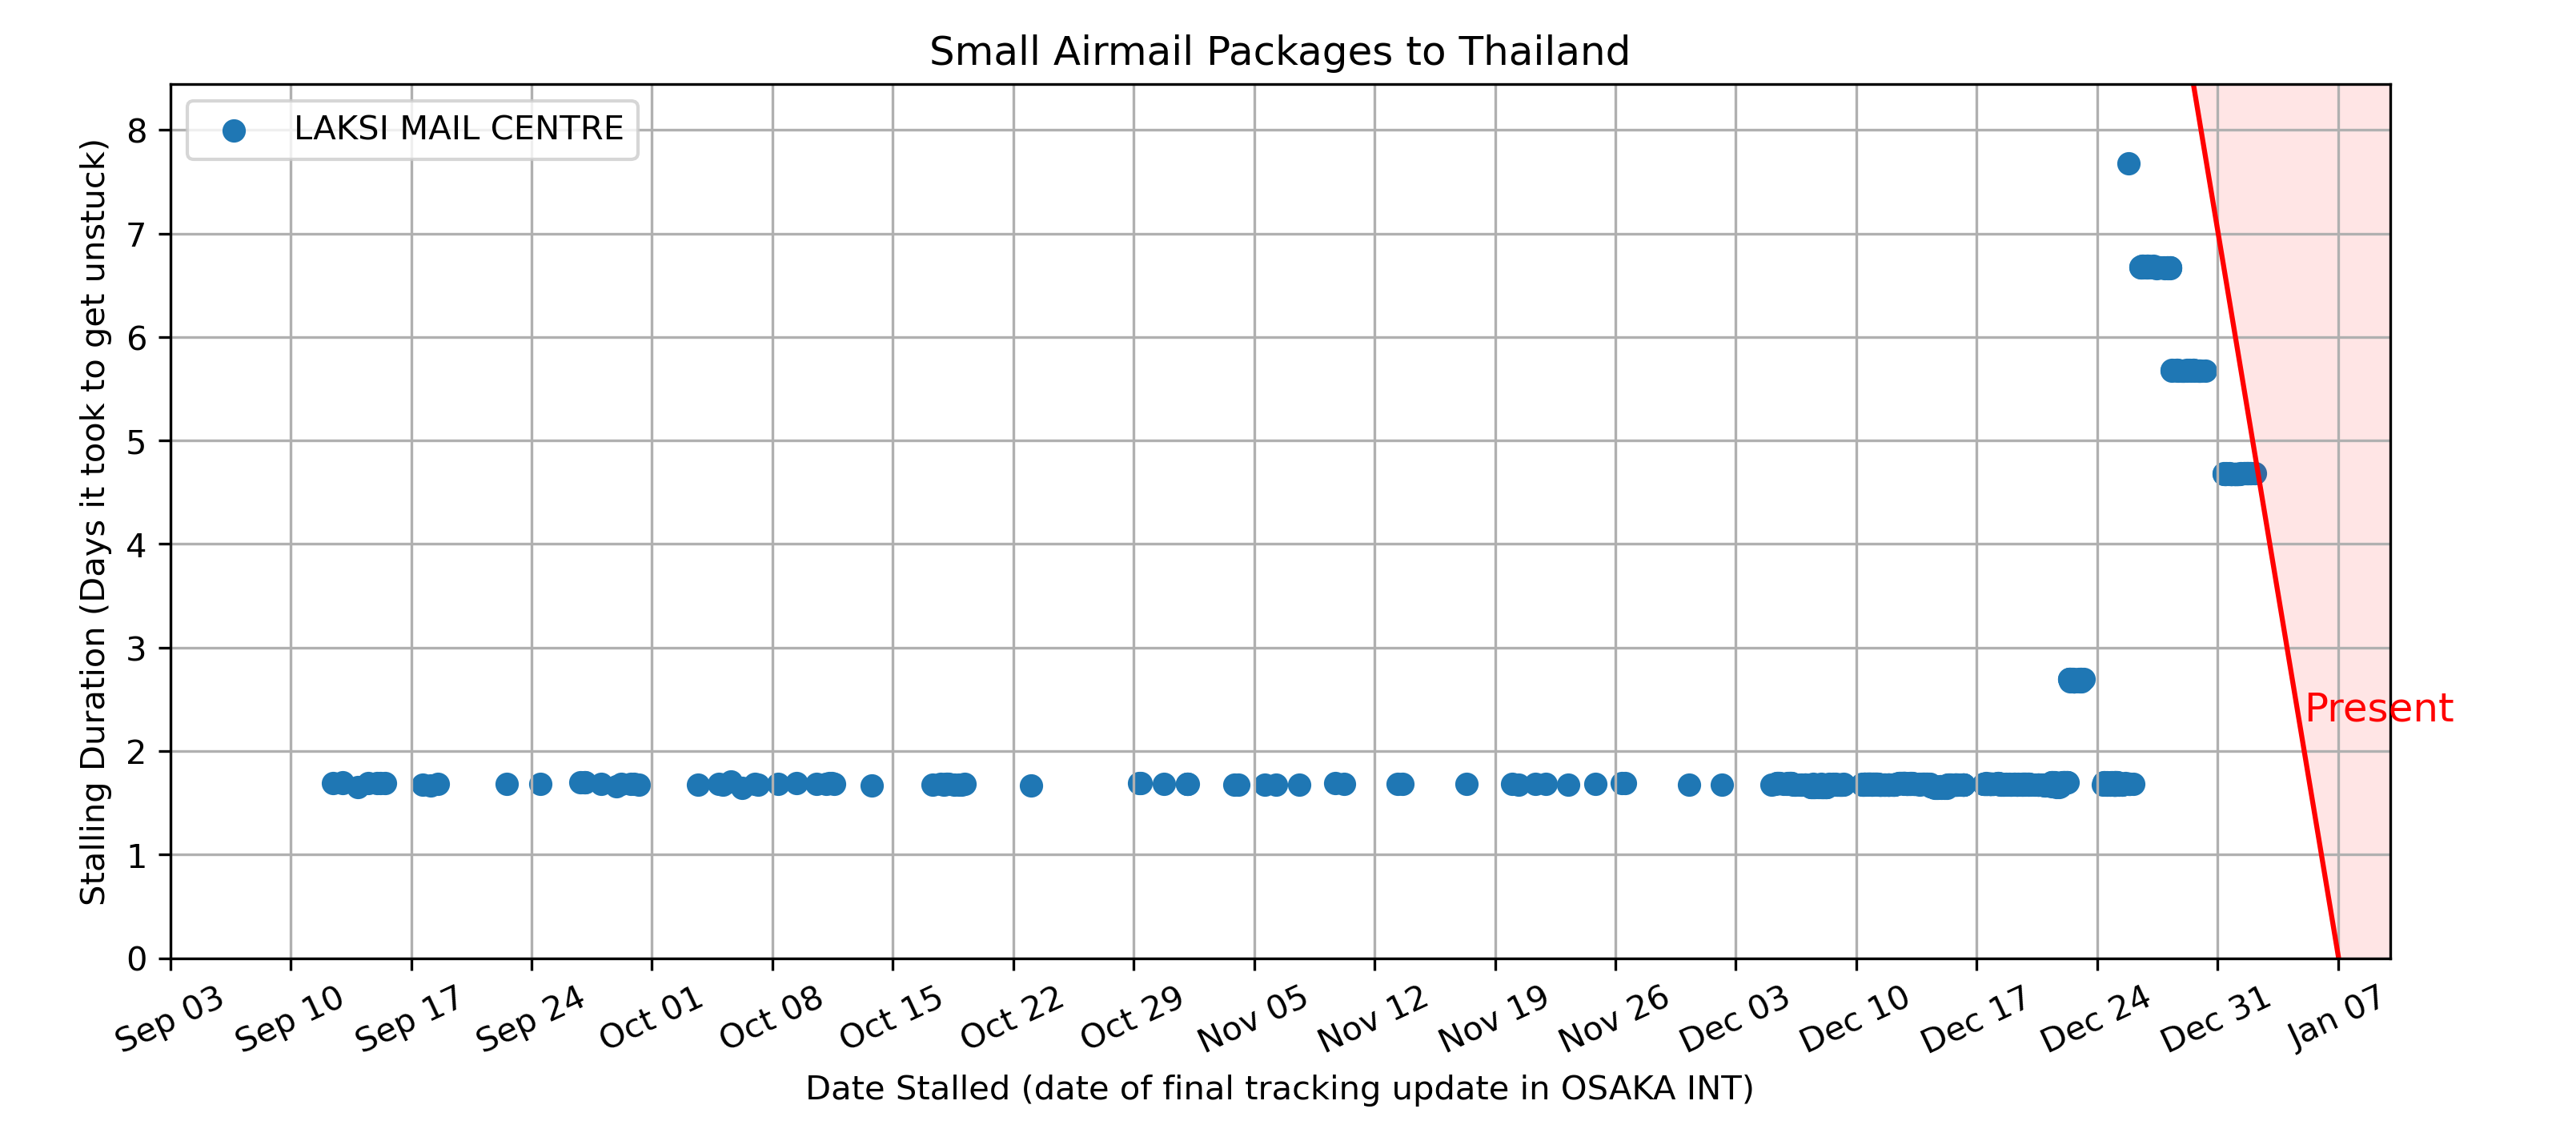 Small Airmail Packages to Thailand
LAKSI MAIL CENTRE
Stalling Duration (Days it took to get unstuck)
8
7
6
5
4
3
2
1
0
Present
Sep 03 Sep 10 Sep 17 Sep 24 Oct 01 Oct 08 Oct 15 Oct 22 Oct 29 Nov 05 Nov 12 Nov 19 Nov 26 Dec 03 Dec 10 Dec 17 Dec 24 Dec 31 Jan 07
Date Stalled (date of final tracking update in OSAKA INT)